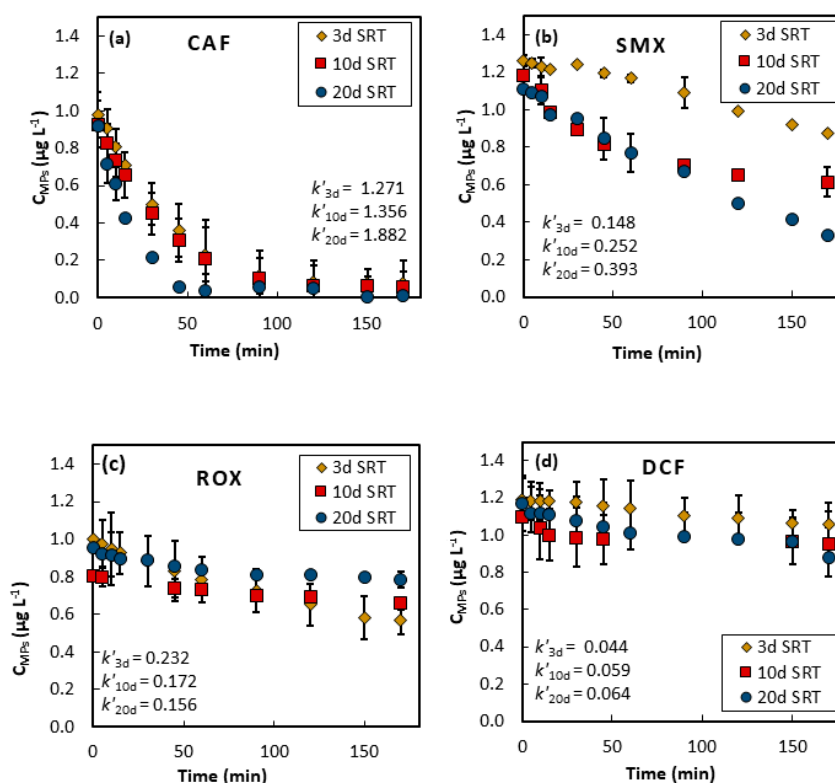 (a) CAF
3d SRT
10d SRT
20d SRT
1.4
1.2
1.0
0.8
0.6
0.4
0.2
0.0
C_MPs (µg L⁻¹)
k'3d = 1.271
k'10d = 1.356
k'20d = 1.882
0 50 100 150
Time (min)
(b) SMX
3d SRT
10d SRT
20d SRT
1.4
1.2
1.0
0.8
0.6
0.4
0.2
0.0
C_MPs (µg L⁻¹)
k'3d = 0.148
k'10d = 0.252
k'20d = 0.393
0 50 100 150
Time (min)
(c) ROX
3d SRT
10d SRT
20d SRT
1.4
1.2
1.0
0.8
0.6
0.4
0.2
0.0
C_MPs (µg L⁻¹)
k'3d = 0.232
k'10d = 0.172
k'20d = 0.156
0 50 100 150
Time (min)
(d) DCF
1.4
1.2
1.0
0.8
0.6
0.4
0.2
0.0
C_MPs (µg L⁻¹)
k'3d = 0.044
k'10d = 0.059
k'20d = 0.064
3d SRT
10d SRT
20d SRT
0 50 100 150
Time (min)